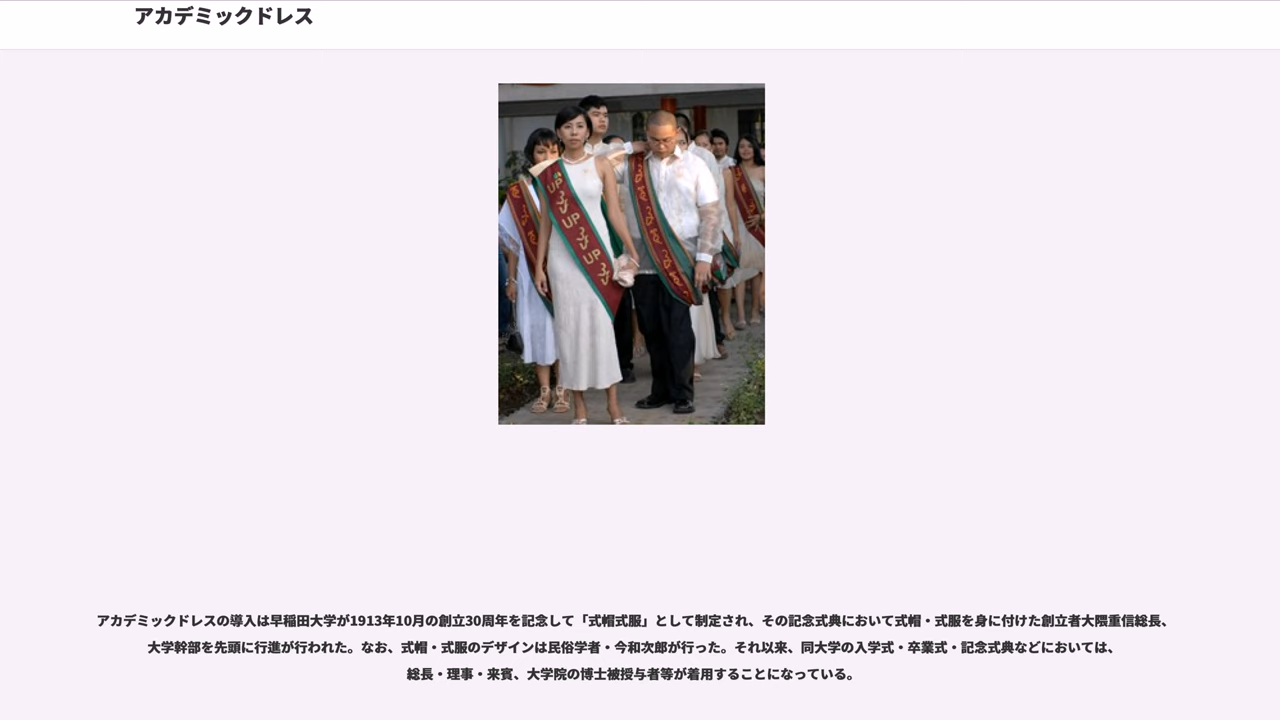 アカデミックドレス
UP
UP
UP
アカデミックドレスの導入は早稲田大学が1913年10月の創立30周年を記念して「式帽式服」として制定され、その記念式典において式帽・式服を身に付けた創立者大隈重信総長、
大学幹部を先頭に行進が行われた。なお、式帽・式服のデザインは民俗学者・今和次郎が行った。それ以来、同大学の入学式・卒業式・記念式典などにおいては、
総長・理事・来賓、大学院の博士被授与者等が着用することになっている。